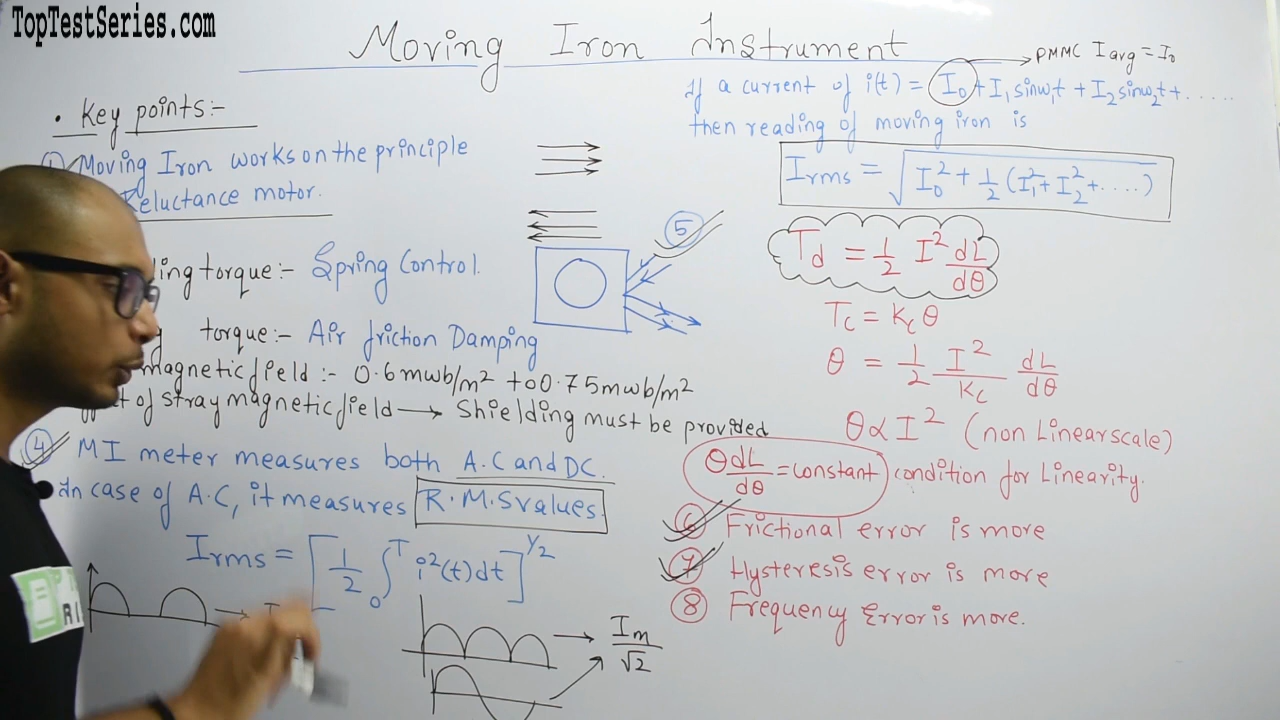 TopTestSeries.com
Moving Iron Instrument
• Key points:-
① Moving Iron works on the principle
Reluctance motor.
ling torque:- Spring Control.
torque:- Air friction Damping
magnetic field :- 0.6mwb/m² to 0.75mwb/m²
of stray magnetic field → Shielding must be provided
④ MI meter measures both A.C and DC.
In case of A.C, it measures R.M.S values.
Irms = [1/2 ∫₀ᵀ i²(t)dt]^1/2
Im/√2
⑤
PMMC Iavg = I₀
If a current of i(t) = I₀ + I₁ sinω₁t + I₂ sinω₂t + ......
then reading of moving iron is
Irms = √(I₀² + 1/2 (I₁² + I₂² + ....))
Td = 1/2 I² dL/dθ
Tc = Kc θ
θ = 1/2 I²/Kc dL/dθ
θ ∝ I² (non Linear scale)
θ dL/dθ = constant condition for Linearity.
⑥ Frictional error is more
⑦ Hysteresis error is more
⑧ Frequency Error is more.
RI